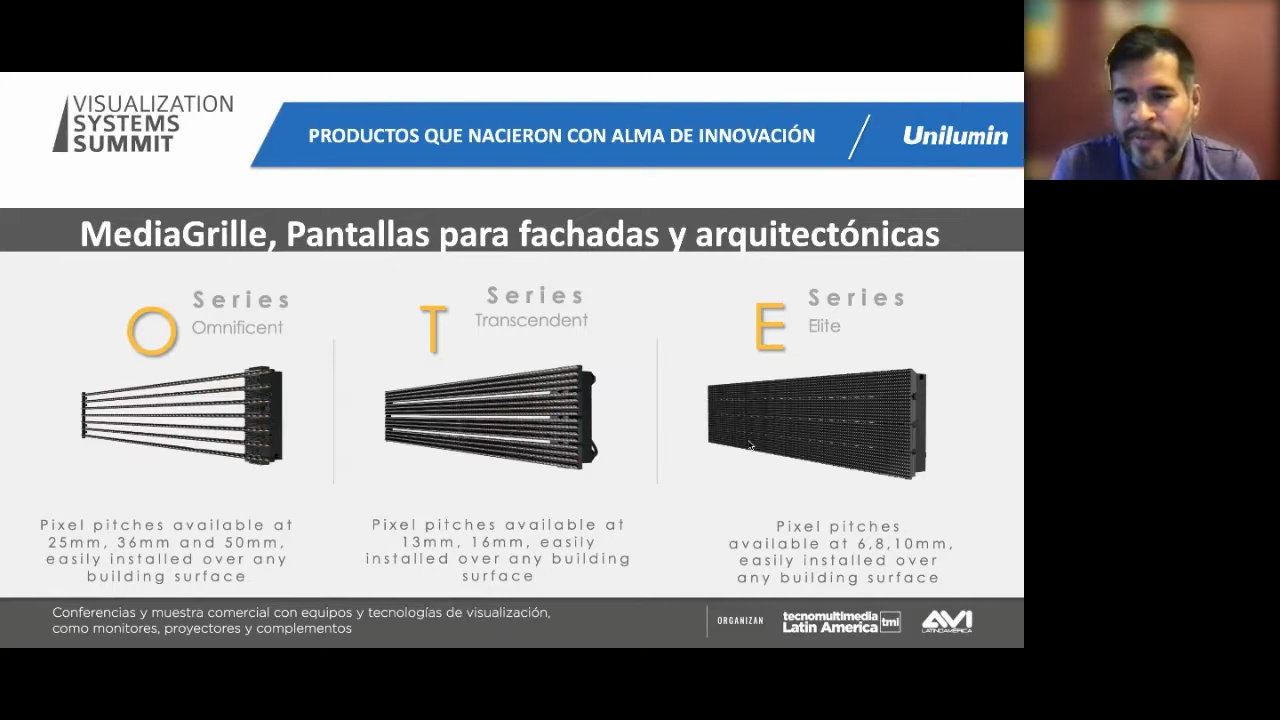 VISUALIZATION
SYSTEMS
SUMMIT
PRODUCTOS QUE NACIERON CON ALMA DE INNOVACIÓN
Unilumin
MediaGrille, Pantallas para fachadas y arquitectónicas
O Series
Omnificent
T Series
Transcendent
E Series
Elite
Pixel pitches available at
25mm, 36mm and 50mm,
easily installed over any
building surface
Pixel pitches available at
13mm, 16mm, easily
installed over any building
surface
Pixel pitches
available at 6,8,10mm,
easily installed over
any building surface
Conferencias y muestra comercial con equipos y tecnologías de visualización,
como monitores, proyectores y complementos
ORGANIZAN
tecnomultimedia
Latin America tmi
AVI
LATINOAMÉRICA